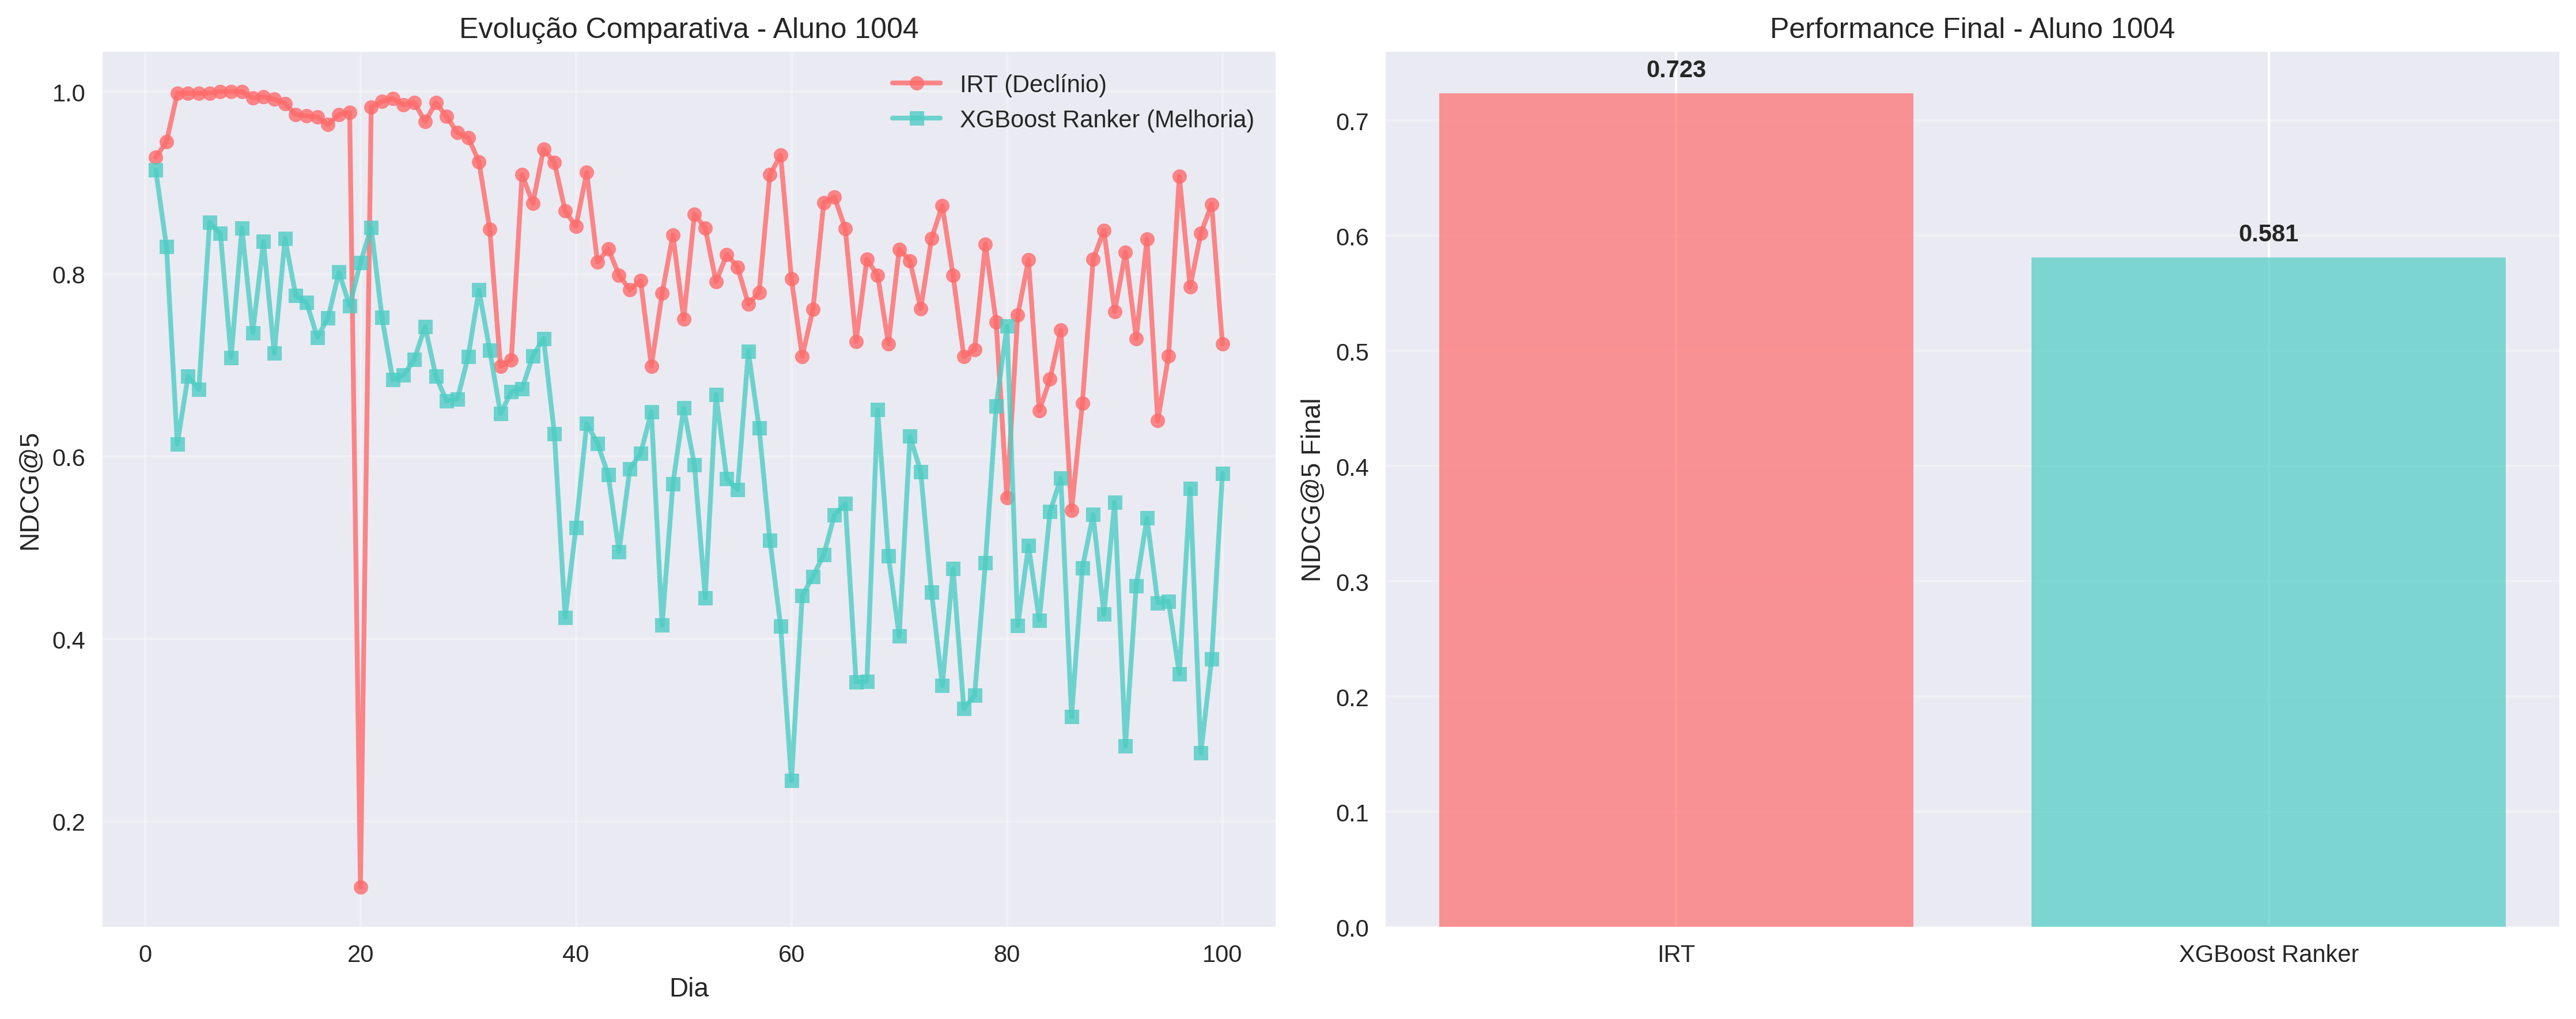 Evolução Comparativa - Aluno 1004
IRT (Declínio)
XGBoost Ranker (Melhoria)
NDCG@5
1.0
0.8
0.6
0.4
0.2
0
20
40
60
80
100
Dia
Performance Final - Aluno 1004
0.723
0.581
NDCG@5 Final
0.7
0.6
0.5
0.4
0.3
0.2
0.1
0.0
IRT
XGBoost Ranker